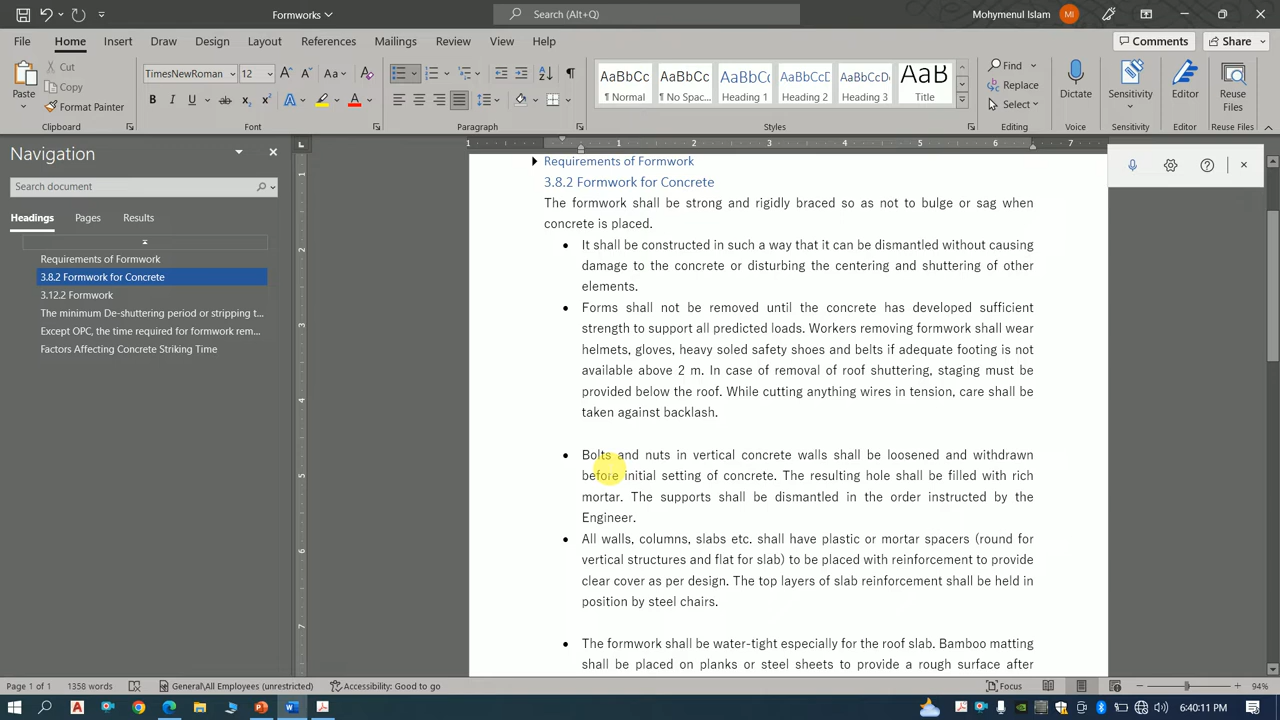 Formworks
Search (Alt+Q)
Mohymenul Islam
MI
File Home Insert Draw Design Layout References Mailings Review View Help
Comments
Share
Paste
Cut
Copy
Format Painter
Clipboard
TimesNewRoman 12
Font
Paragraph
AaBbCc AaBbCc AaBbCc AaBbCcD AaBbCcDc AaB
¶ Normal ¶ No Spac... Heading 1 Heading 2 Heading 3 Title
Styles
Find
Replace
Select
Editing
Dictate
Voice
Sensitivity
Sensitivity
Editor
Editor
Reuse
Files
Reuse Files
Navigation
Search document
Headings Pages Results
Requirements of Formwork
3.8.2 Formwork for Concrete
3.12.2 Formwork
The minimum De-shuttering period or stripping t...
Except OPC, the time required for formwork rem...
Factors Affecting Concrete Striking Time
Requirements of Formwork
3.8.2 Formwork for Concrete
The formwork shall be strong and rigidly braced so as not to bulge or sag when
concrete is placed.
• It shall be constructed in such a way that it can be dismantled without causing
damage to the concrete or disturbing the centering and shuttering of other
elements.
• Forms shall not be removed until the concrete has developed sufficient
strength to support all predicted loads. Workers removing formwork shall wear
helmets, gloves, heavy soled safety shoes and belts if adequate footing is not
available above 2 m. In case of removal of roof shuttering, staging must be
provided below the roof. While cutting anything wires in tension, care shall be
taken against backlash.
• Bolts and nuts in vertical concrete walls shall be loosened and withdrawn
before initial setting of concrete. The resulting hole shall be filled with rich
mortar. The supports shall be dismantled in the order instructed by the
Engineer.
• All walls, columns, slabs etc. shall have plastic or mortar spacers (round for
vertical structures and flat for slab) to be placed with reinforcement to provide
clear cover as per design. The top layers of slab reinforcement shall be held in
position by steel chairs.
• The formwork shall be water-tight especially for the roof slab. Bamboo matting
shall be placed on planks or steel sheets to provide a rough surface after
Page 1 of 1 1358 words General\All Employees (unrestricted) Accessibility: Good to go
Focus
94%
ENG 6:40:11 PM